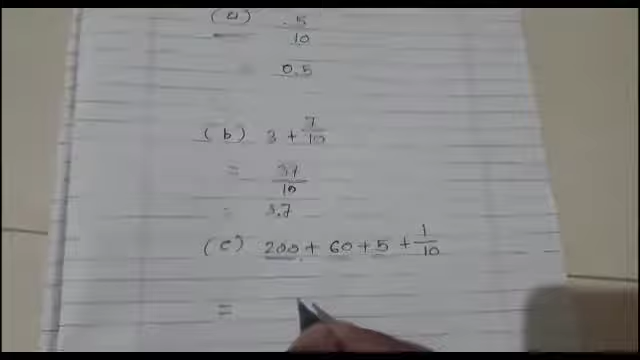 (a) 5/10
0.5
(b) 3 + 7/10
= 37/10
= 3.7
(c) 200 + 60 + 5 + 1/10
=